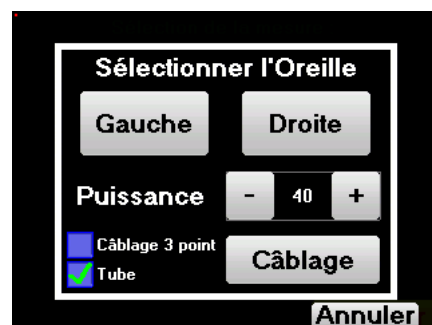 Sélectionner l'Oreille
Gauche Droite
Puissance - 40 +
Câblage 3 point
Tube
Câblage
Annuler